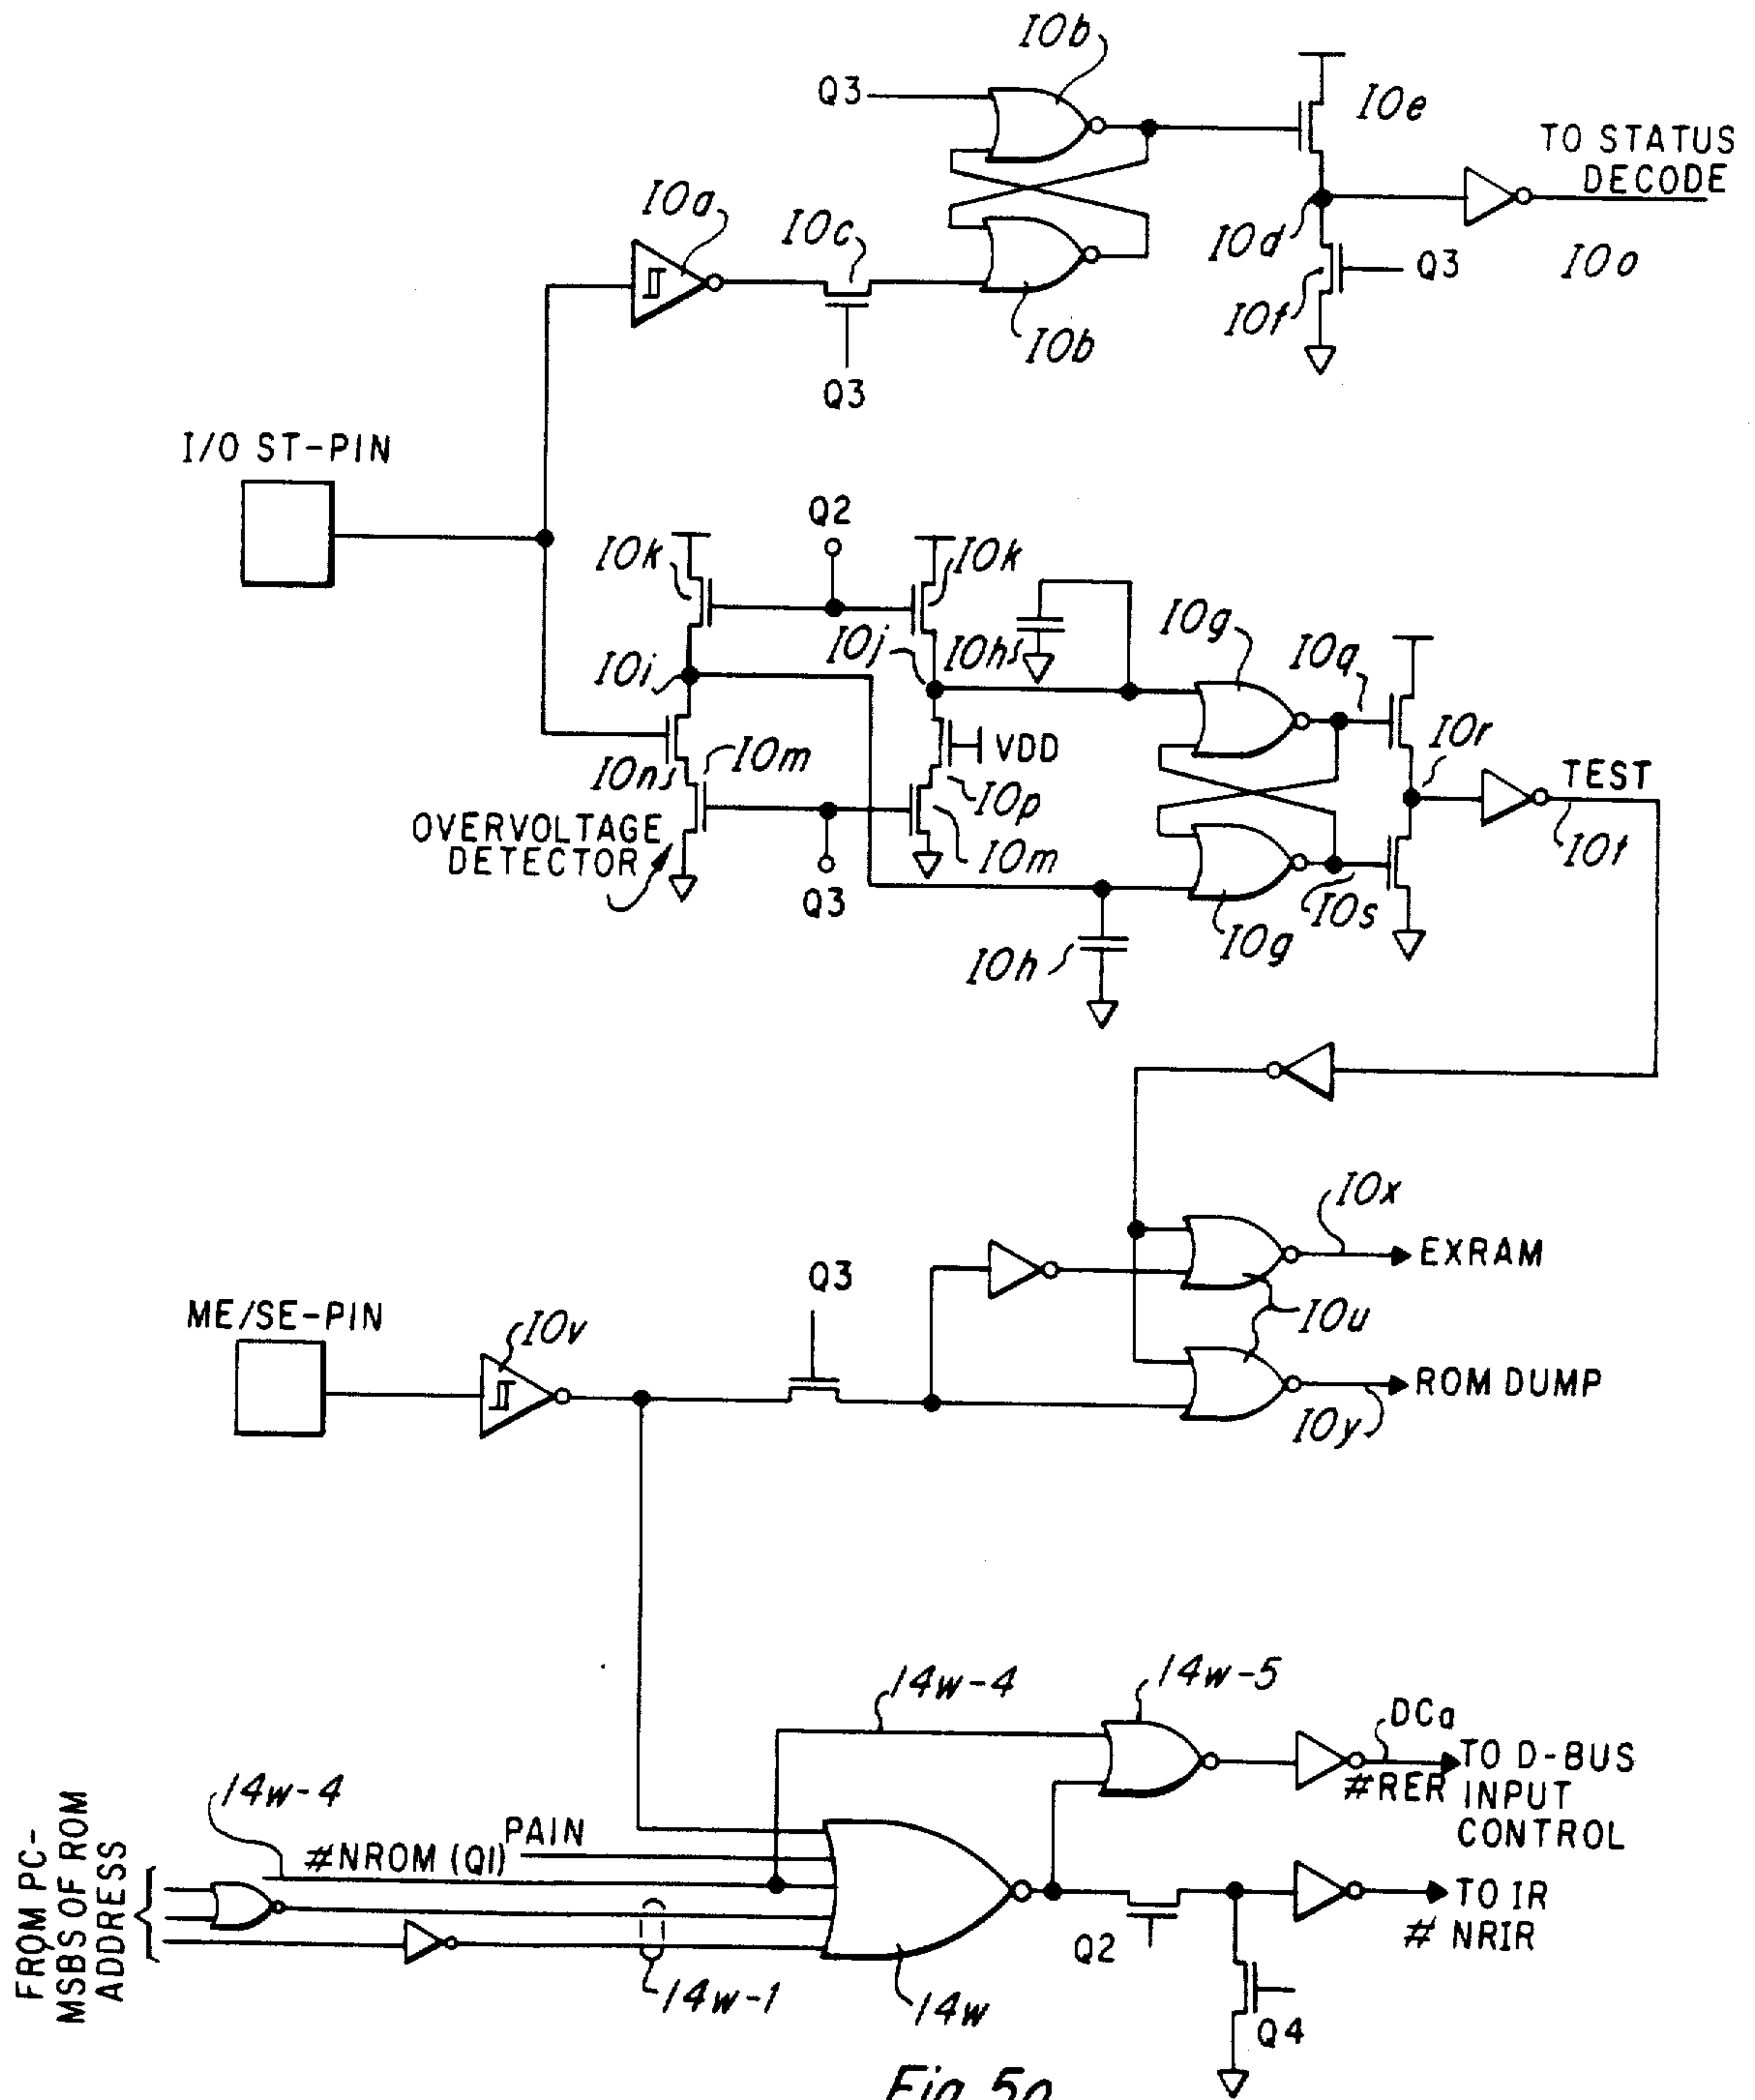 10b
Q3
10e
TO STATUS
DECODE
10a
10c
10d
Q3
10o
10f
10b
Q3
I/O ST-PIN
Q2
10k
10k
10g
10j
10h
10q
10i
10r
VDD
10m
10n
10p
TEST
OVERVOLTAGE
DETECTOR
10m
10t
Q3
10s
10g
10h
10x
EXRAM
Q3
ME/SE-PIN
10v
10u
ROM DUMP
10y
14w-4
14w-5
DCa
TO D-BUS
#RER INPUT
CONTROL
14w-4
PAIN
#NROM (Q1)
FROM PC-
MSBS OF ROM
ADDRESS
TO IR
# NRIR
Q2
14w-1
14w
Q4
Fig. 5a